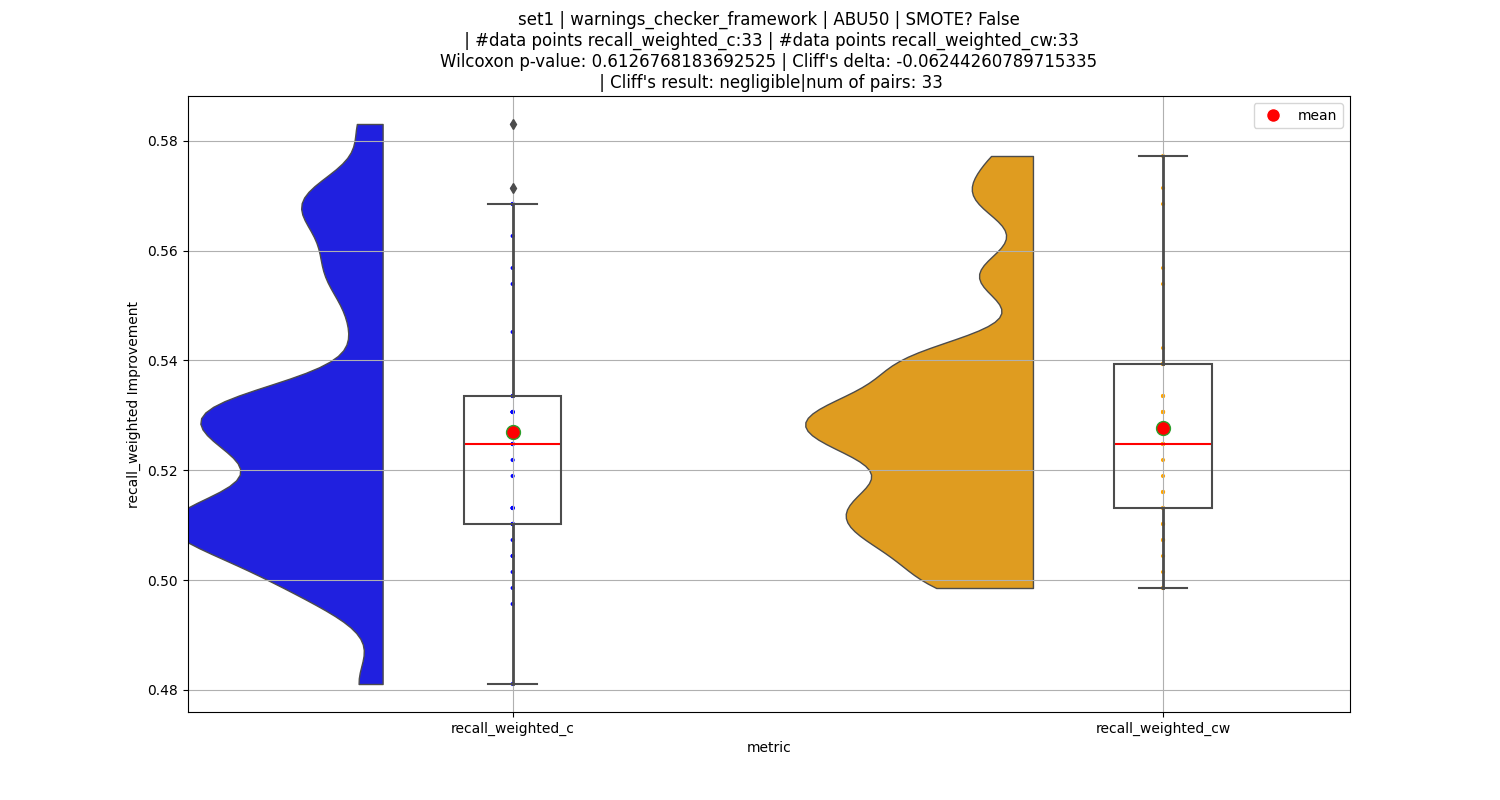 set1 | warnings_checker_framework | ABU50 | SMOTE? False
| #data points recall_weighted_c:33 | #data points recall_weighted_cw:33
Wilcoxon p-value: 0.6126768183692525 | Cliff's delta: -0.06244260789715335
| Cliff's result: negligible|num of pairs: 33
mean
0.58
0.56
0.54
0.52
0.50
0.48
recall_weighted Improvement
recall_weighted_c
recall_weighted_cw
metric